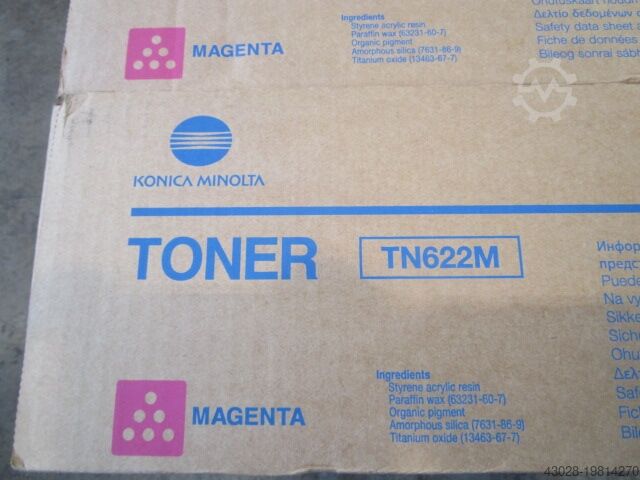 Ohutuskaart
Δελτίο δεδομένων
Safety data sheet a
Fiche de données
Bileog sonraí sábh
MAGENTA
Ingredients
Styrene acrylic resin
Paraffin wax (63231-60-7)
Organic pigment
Amorphous silica (7631-86-9)
Titanium oxide (13463-67-7)
KONICA MINOLTA
TONER
TN622M
Инфор
предст
Puede
Na vy
Sikke
Siche
Ohu
Δελτ
Saf
Fic
Bile
Ingredients
Styrene acrylic resin
Paraffin wax (63231-60-7)
Organic pigment
Amorphous silica (7631-86-9)
Titanium oxide (13463-67-7)
MAGENTA
43028-19814270